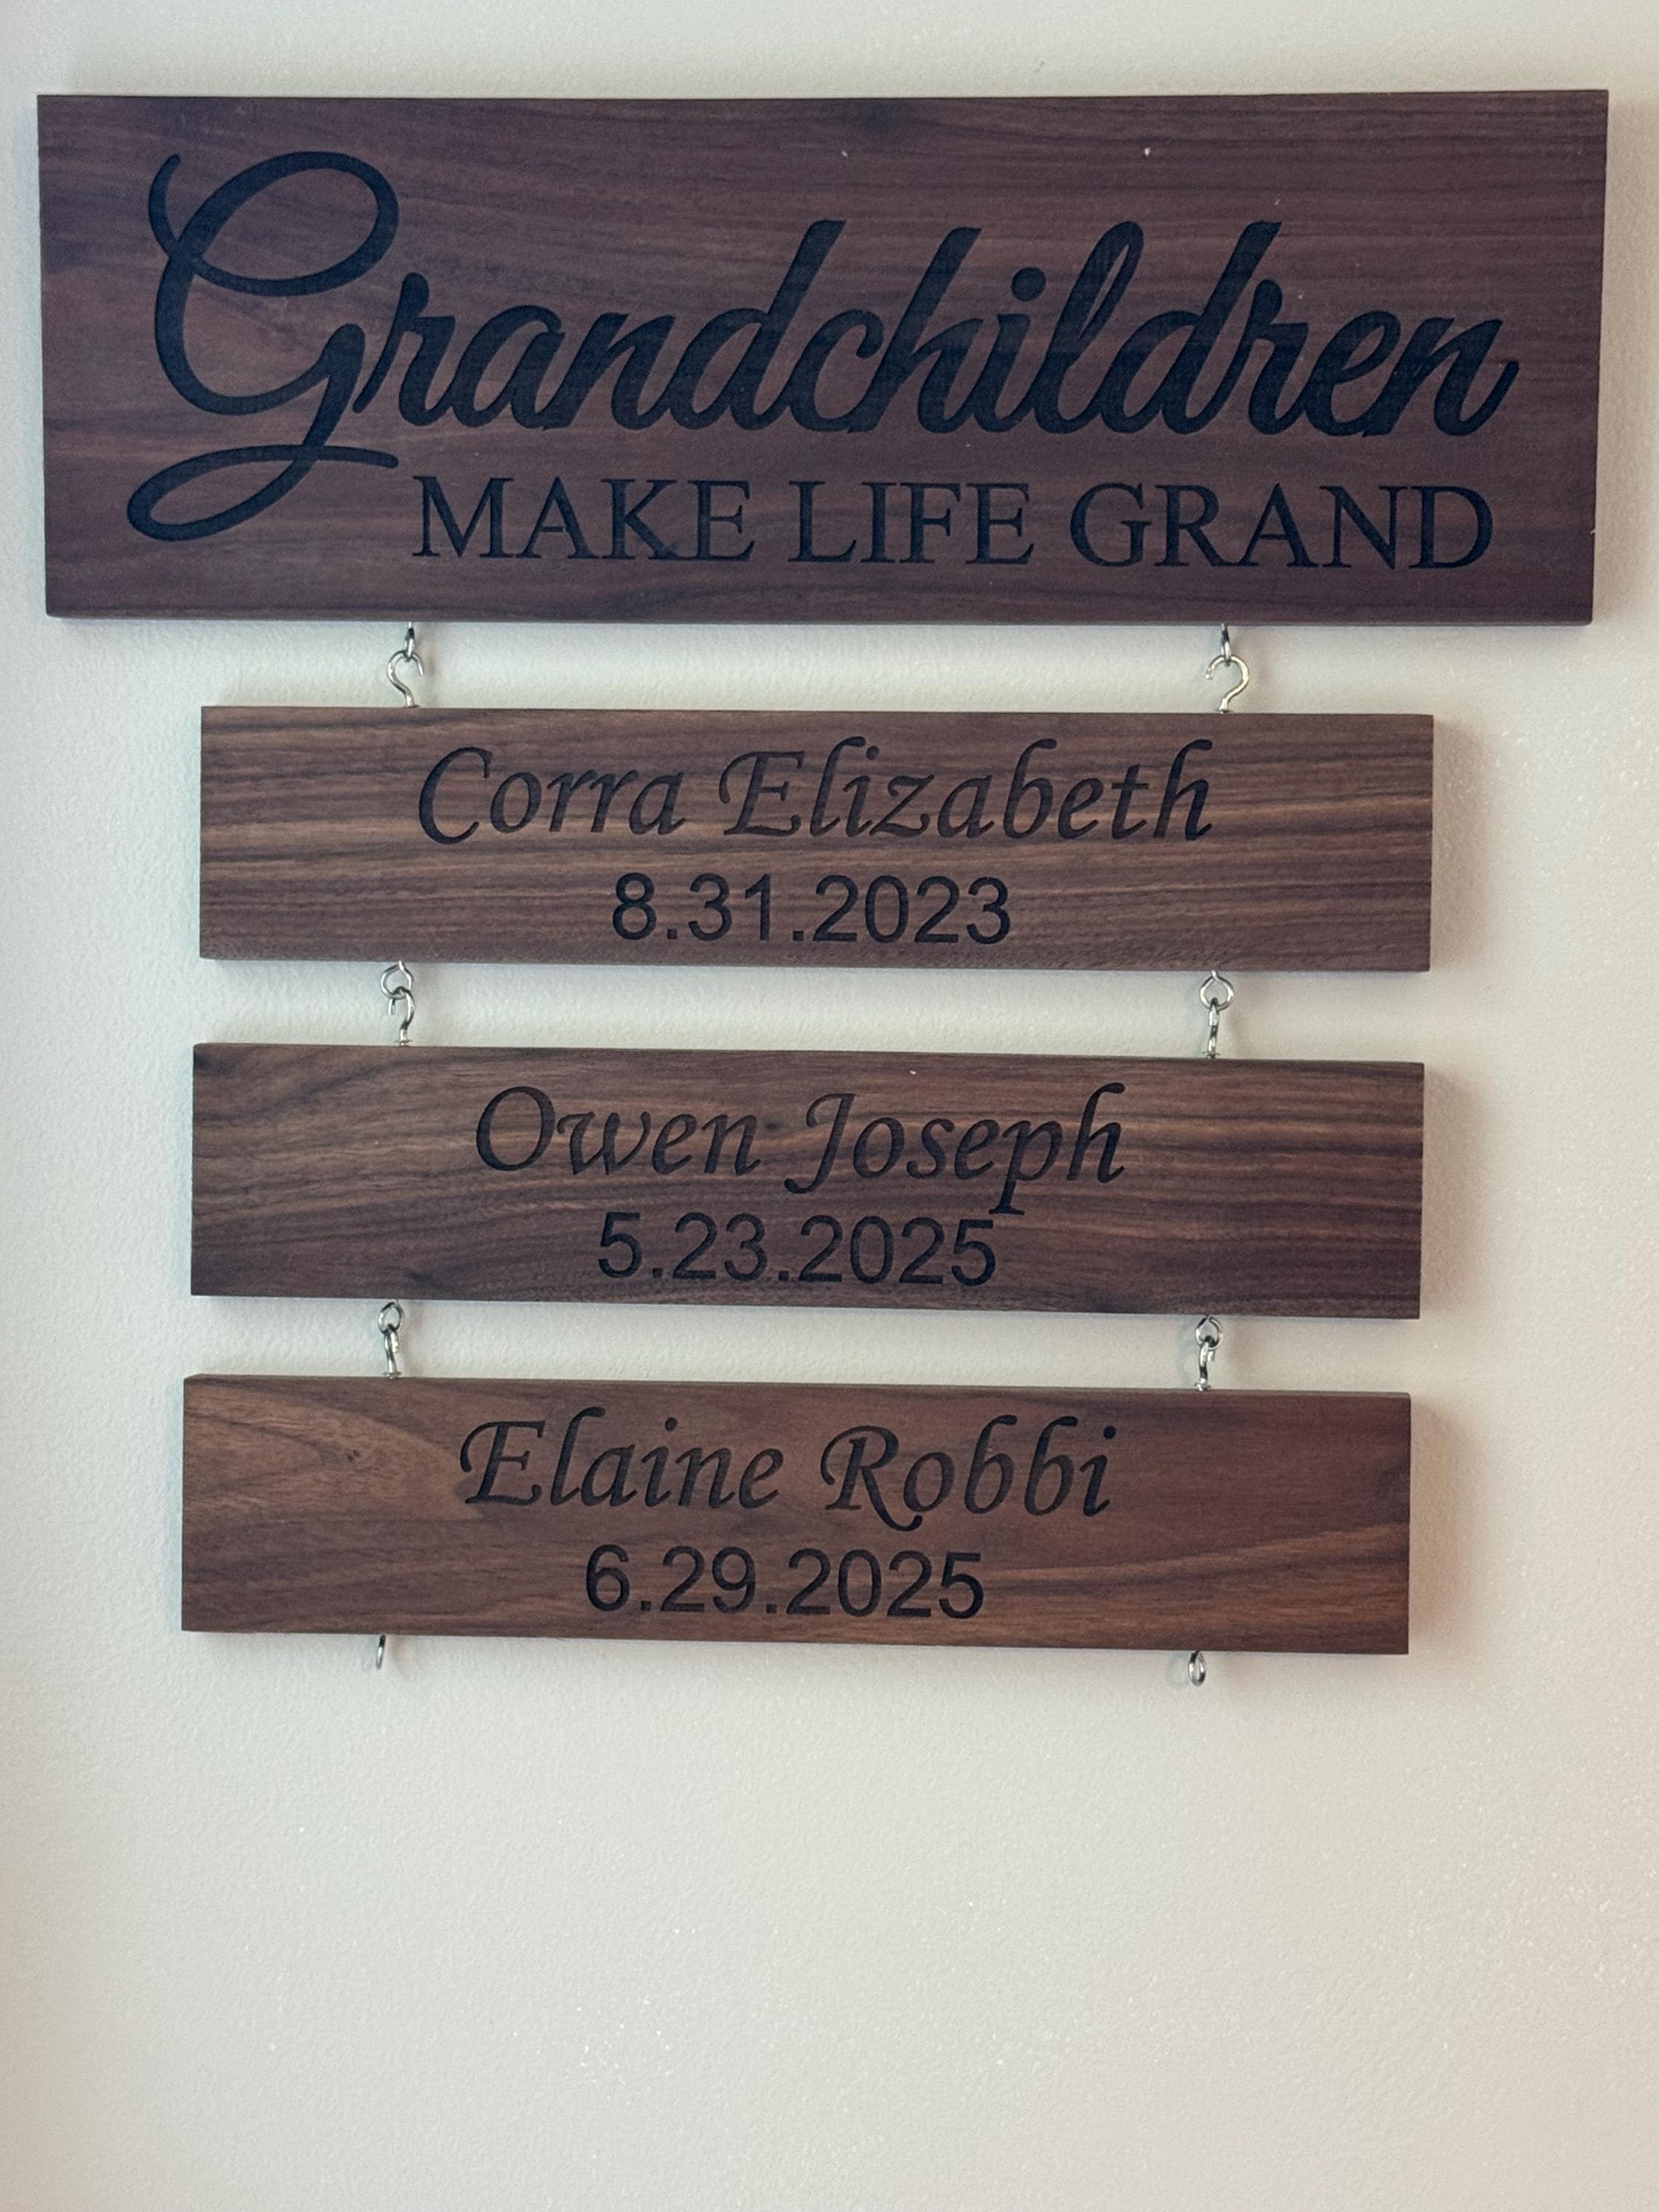 Grandchildren
MAKE LIFE GRAND
Corra Elizabeth
8.31.2023
Owen Joseph
5.23.2025
Elaine Robbi
6.29.2025